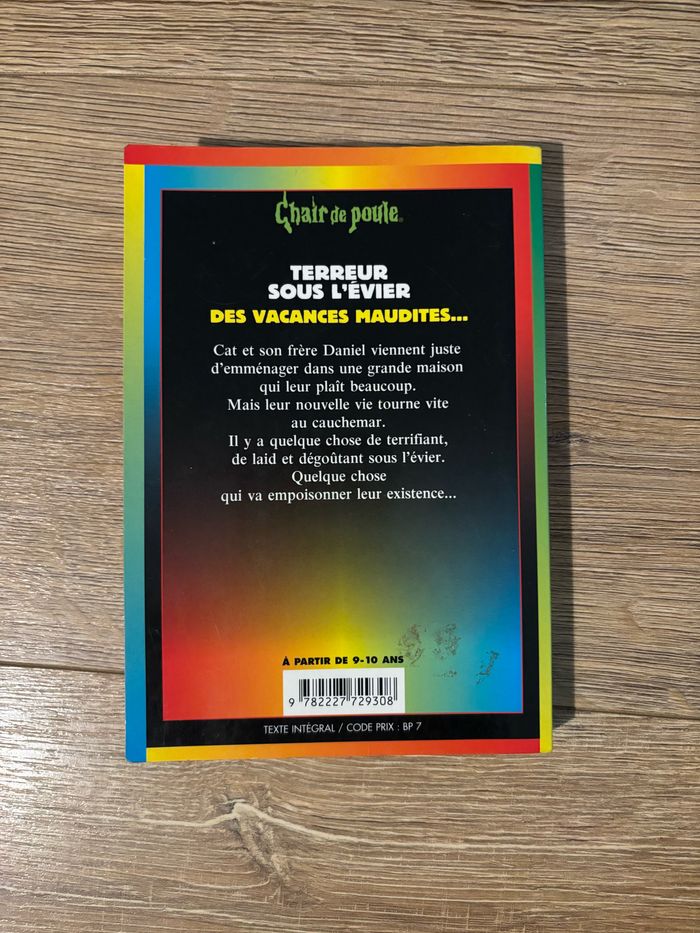 Chair de poule®
TERREUR
SOUS L'ÉVIER
DES VACANCES MAUDITES...
Cat et son frère Daniel viennent juste
d'emménager dans une grande maison
qui leur plaît beaucoup.
Mais leur nouvelle vie tourne vite
au cauchemar.
Il y a quelque chose de terrifiant,
de laid et dégoûtant sous l'évier.
Quelque chose
qui va empoisonner leur existence...
À PARTIR DE 9-10 ANS
9 782227 729308
TEXTE INTÉGRAL / CODE PRIX : BP 7